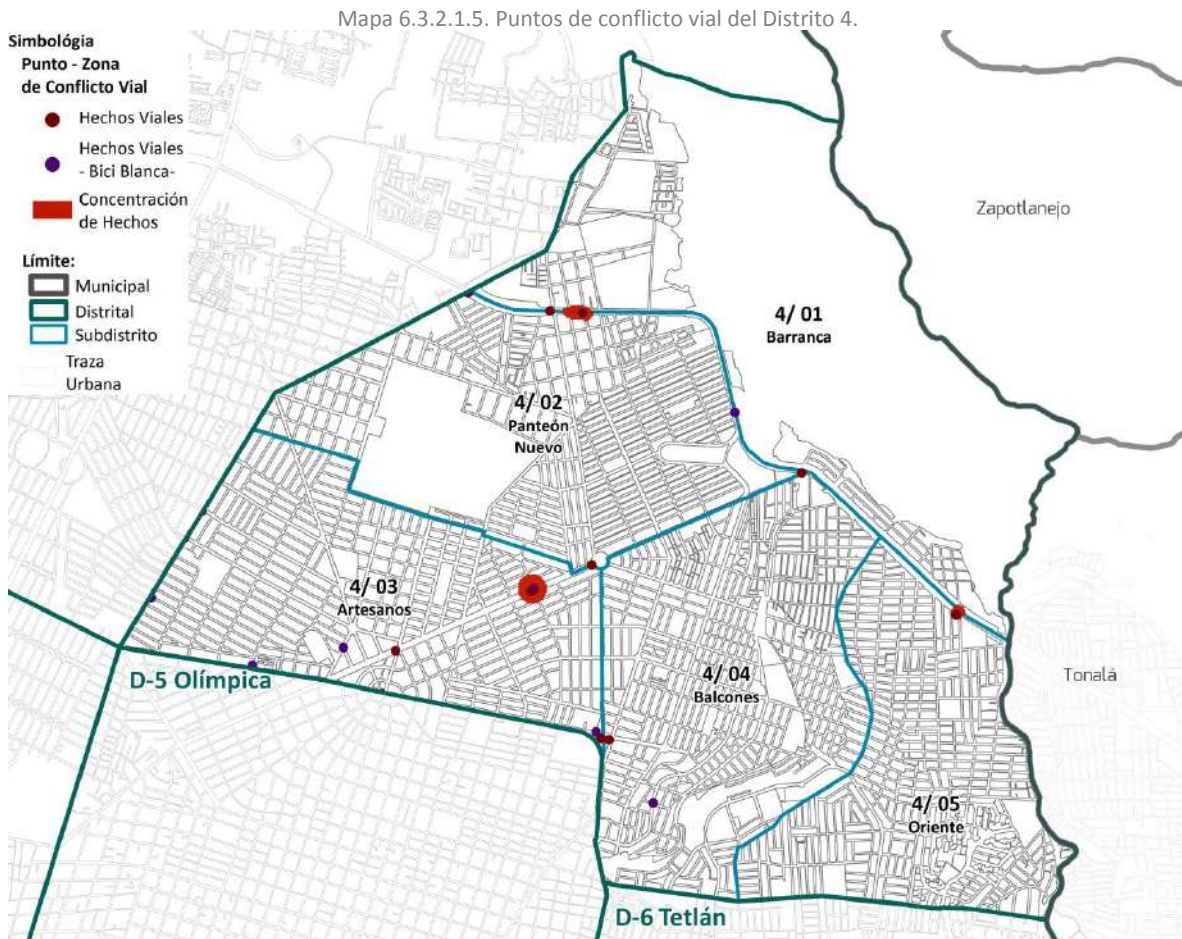 Mapa 6.3.2.1.5. Puntos de conflicto vial del Distrito 4.
Simbológia
Punto - Zona
de Conflicto Vial
Hechos Viales
Hechos Viales
- Bici Blanca-
Concentración
de Hechos
Límite:
Municipal
Distrital
Subdistrito
Traza
Urbana
Zapotlanejo
4/ 01
Barranca
4/ 02
Panteón
Nuevo
4/ 03
Artesanos
4/ 04
Balcones
Tonalá
D-5 Olímpica
4/ 05
Oriente
D-6 Tetlán